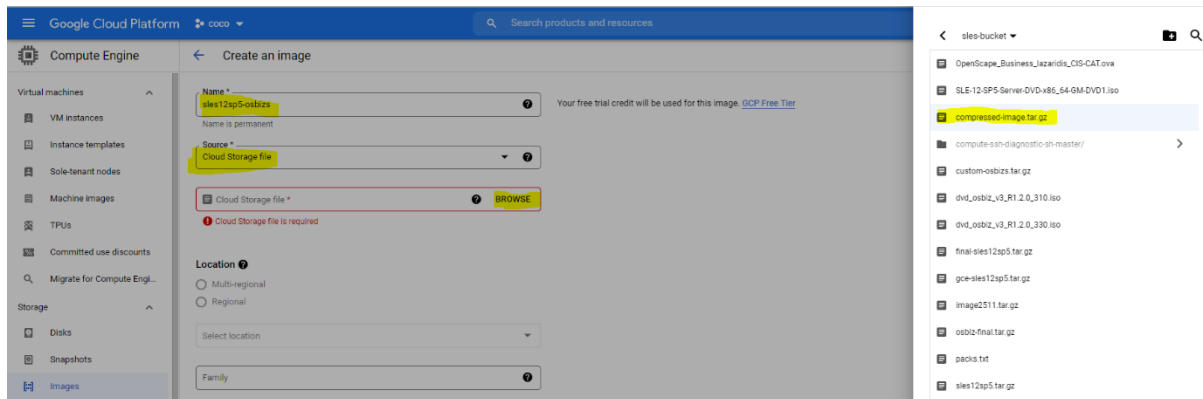 Google Cloud Platform
coco
Search products and resources
Compute Engine
Create an image
Virtual machines
VM instances
Instance templates
Sole-tenant nodes
Machine images
TPUs
Committed use discounts
Migrate for Compute Engi...
Storage
Disks
Snapshots
Images
Name *
sles12sp5-osbizs
Name is permanent
Your free trial credit will be used for this image. GCP Free Tier
Source *
Cloud Storage file
Cloud Storage file *
BROWSE
Cloud Storage file is required
Location
Multi-regional
Regional
Select location
Family
sles-bucket
OpenScape_Business_lazaridis_CIS-CAT.ova
SLE-12-SP5-Server-DVD-x86_64-GM-DVD1.iso
compressed-image.tar.gz
compute-ssh-diagnostic-sh-master/
custom-osbizs.tar.gz
dvd_osbiz_v3_R1.2.0_310.iso
dvd_osbiz_v3_R1.2.0_330.iso
final-sles12sp5.tar.gz
gce-sles12sp5.tar.gz
image2511.tar.gz
osbiz-final.tar.gz
packs.txt
sles12sp5.tar.gz